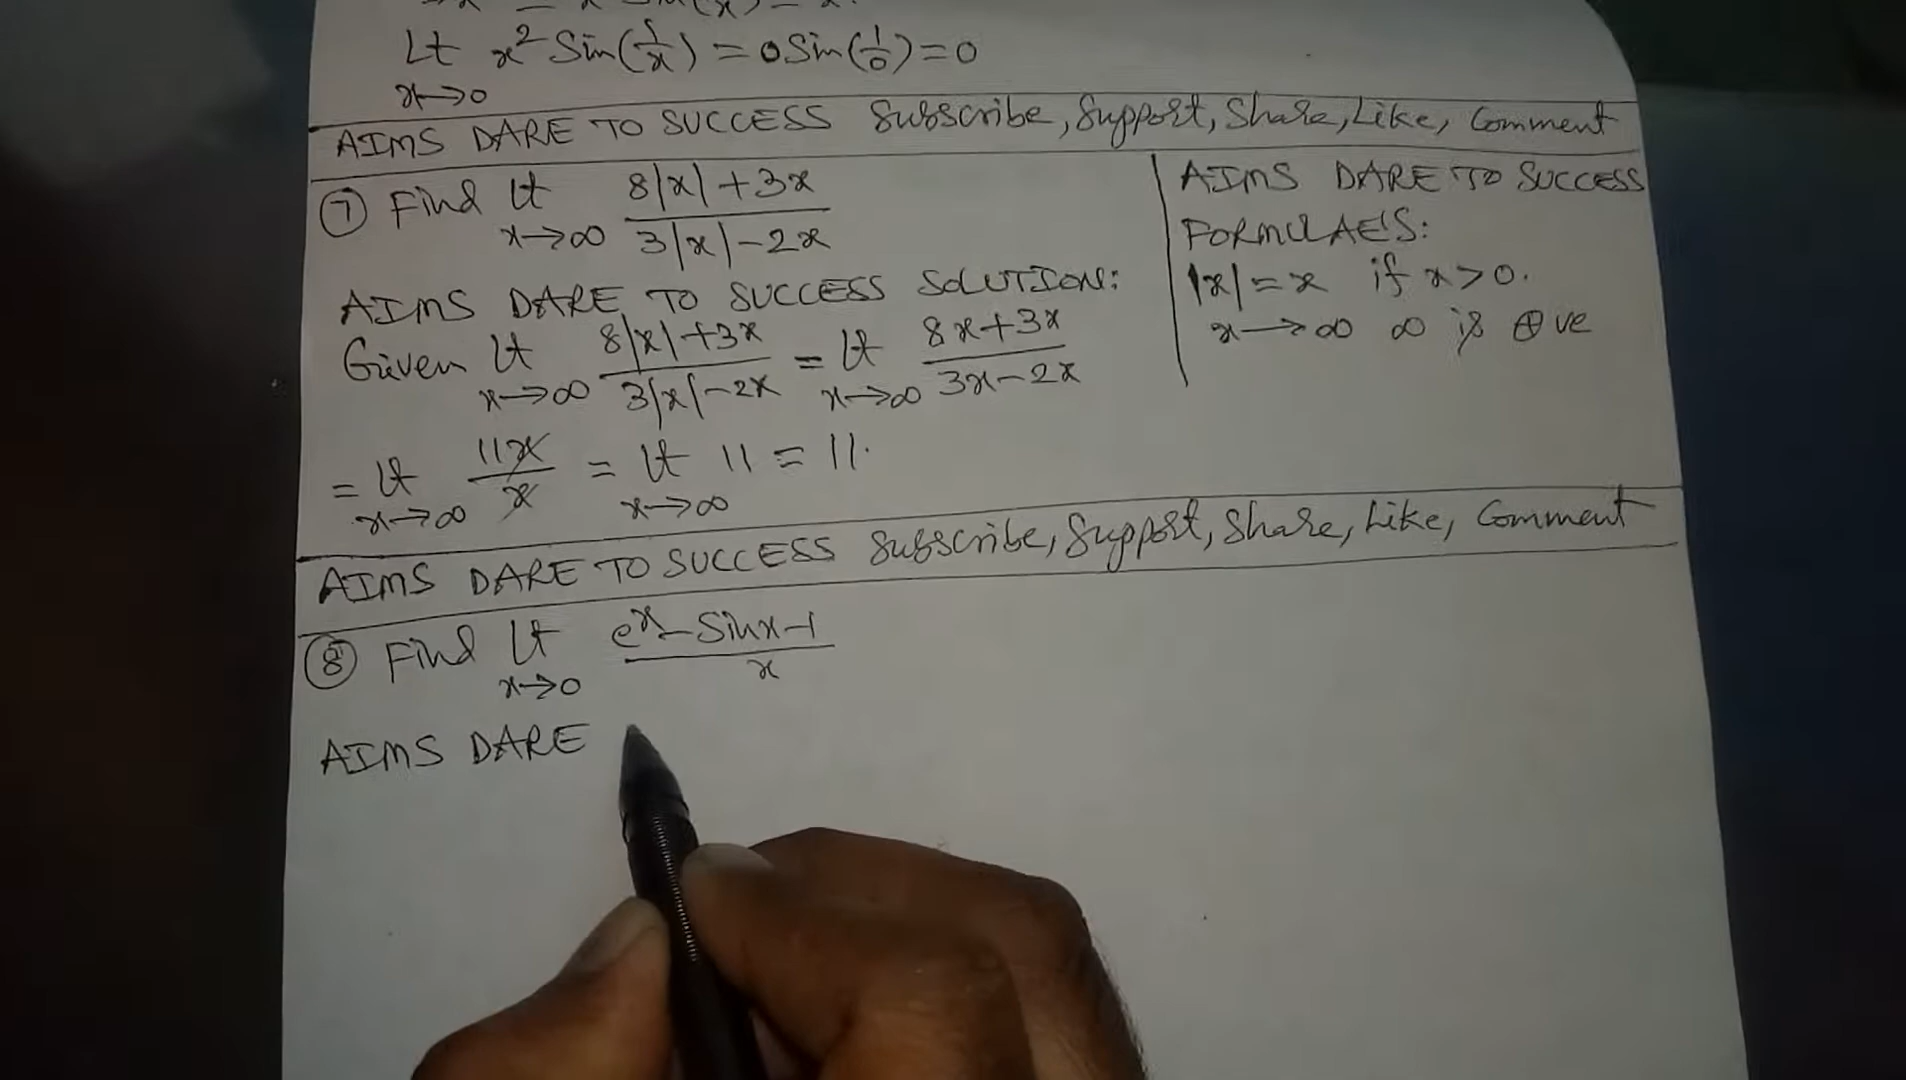 Lt x² Sin(1/x) = 0 Sin(1/0) = 0
x→0
AIMS DARE TO SUCCESS Subscribe, Support, Share, Like, Comment
⑦ Find lt 8|x|+3x / 3|x|-2x
x→∞
AIMS DARE TO SUCCESS SOLUTION:
Given lt 8|x|+3x / 3|x|-2x = lt 8x+3x / 3x-2x
x→∞ x→∞
= lt 11x / x = lt 11 = 11.
x→∞ x→∞
AIMS DARE TO SUCCESS
FORMULAE'S:
|x| = x if x > 0.
x→∞ ∞ is ⊕ve
AIMS DARE TO SUCCESS Subscribe, Support, Share, Like, Comment
⑧ Find Lt eˣ - Sinx - 1 / x
x→0
AIMS DARE